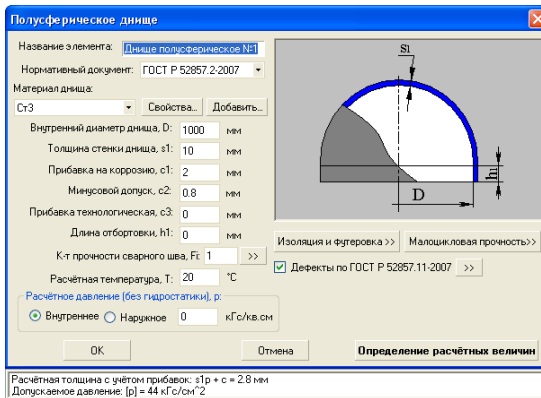 Полусферическое днище
Название элемента: Днище полусферическое №1
Нормативный документ: ГОСТ Р 52857.2-2007
Материал днища:
Ст3 Свойства... Добавить...
Внутренний диаметр днища, D: 1000 мм
Толщина стенки днища, s1: 10 мм
Прибавка на коррозию, c1: 2 мм
Минусовой допуск, c2: 0.8 мм
Прибавка технологическая, c3: 0 мм
Длина отбортовки, h1: 0 мм
К-т прочности сварного шва, Fi: 1 >>
Расчётная температура, T: 20 °C
Расчётное давление (без гидростатики), p:
Внутреннее Наружное 0 кГс/кв.см
s1
h1
D
Изоляция и футеровка >> Малоцикловая прочность>>
Дефекты по ГОСТ Р 52857.11-2007 >>
OK Отмена Определение расчётных величин
Расчётная толщина с учётом прибавок: s1p + c = 2.8 мм
Допускаемое давление: [p] = 44 кГс/см^2